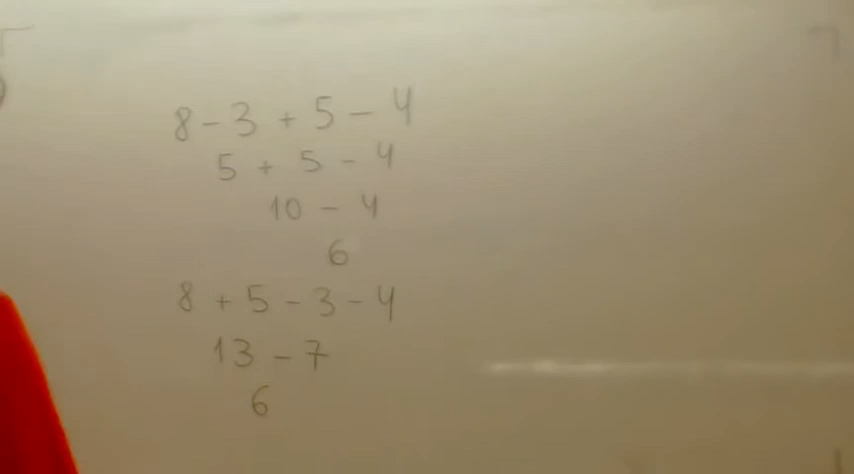 8 - 3 + 5 - 4
5 + 5 - 4
10 - 4
6
8 + 5 - 3 - 4
13 - 7
6